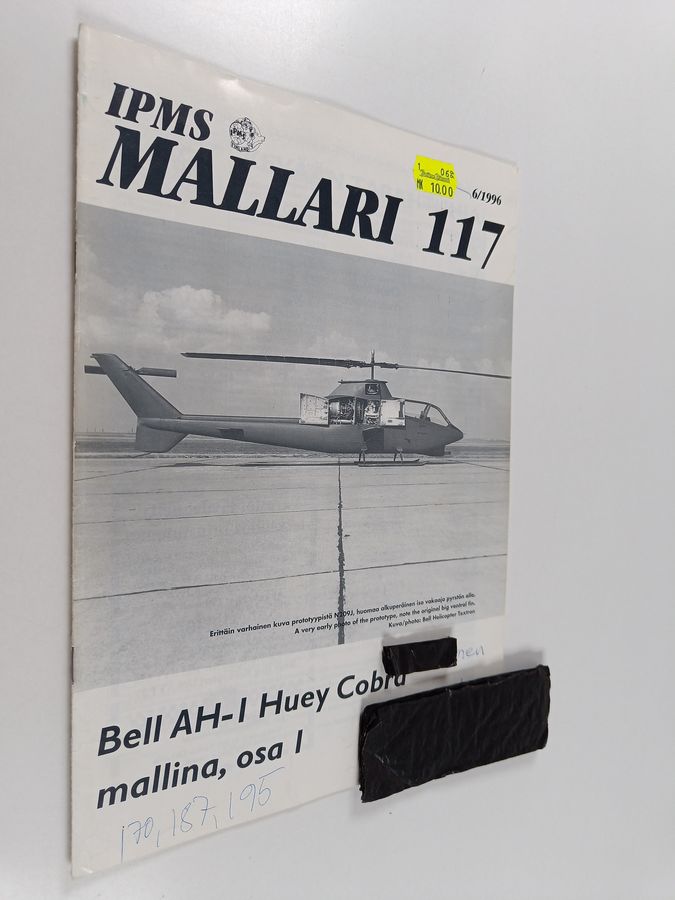 IPMS
MALLARI 117
6/1996
1 068
MK 10.00
Erittäin varhainen kuva prototyypistä N209J, huomaa alkuperäinen iso vakaaja pyrstön alla.
A very early photo of the prototype, note the original big ventral fin.
Kuva/photo: Bell Helicopter Textron
Bell AH-1 Huey Cobra
mallina, osa 1
170, 187, 195